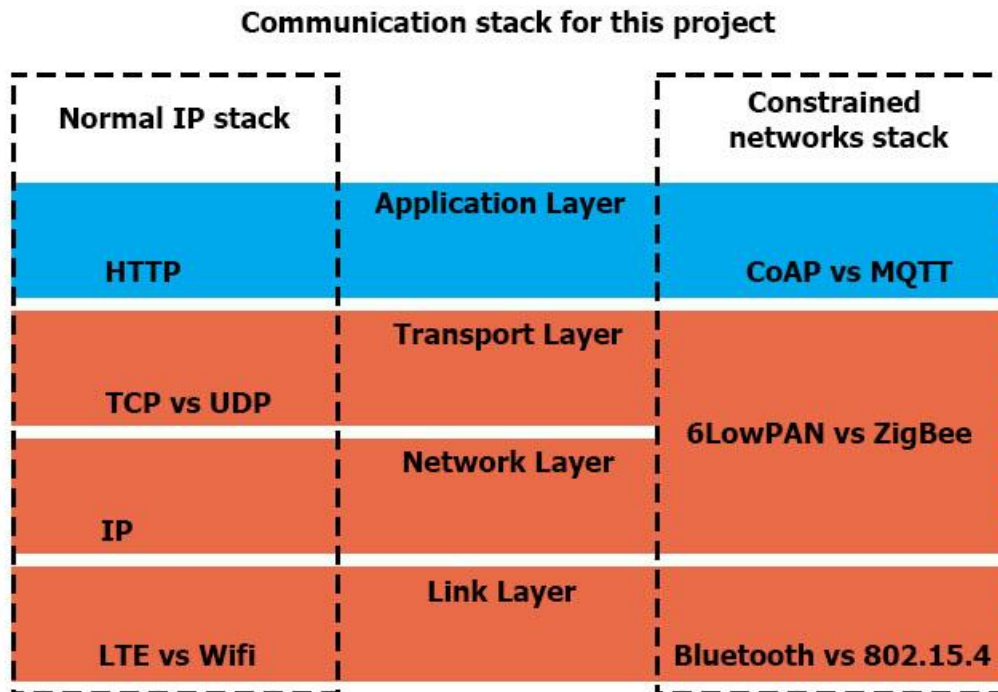 Communication stack for this project
Normal IP stack
Constrained
networks stack
Application Layer
HTTP
CoAP vs MQTT
Transport Layer
TCP vs UDP
6LowPAN vs ZigBee
Network Layer
IP
Link Layer
LTE vs Wifi
Bluetooth vs 802.15.4